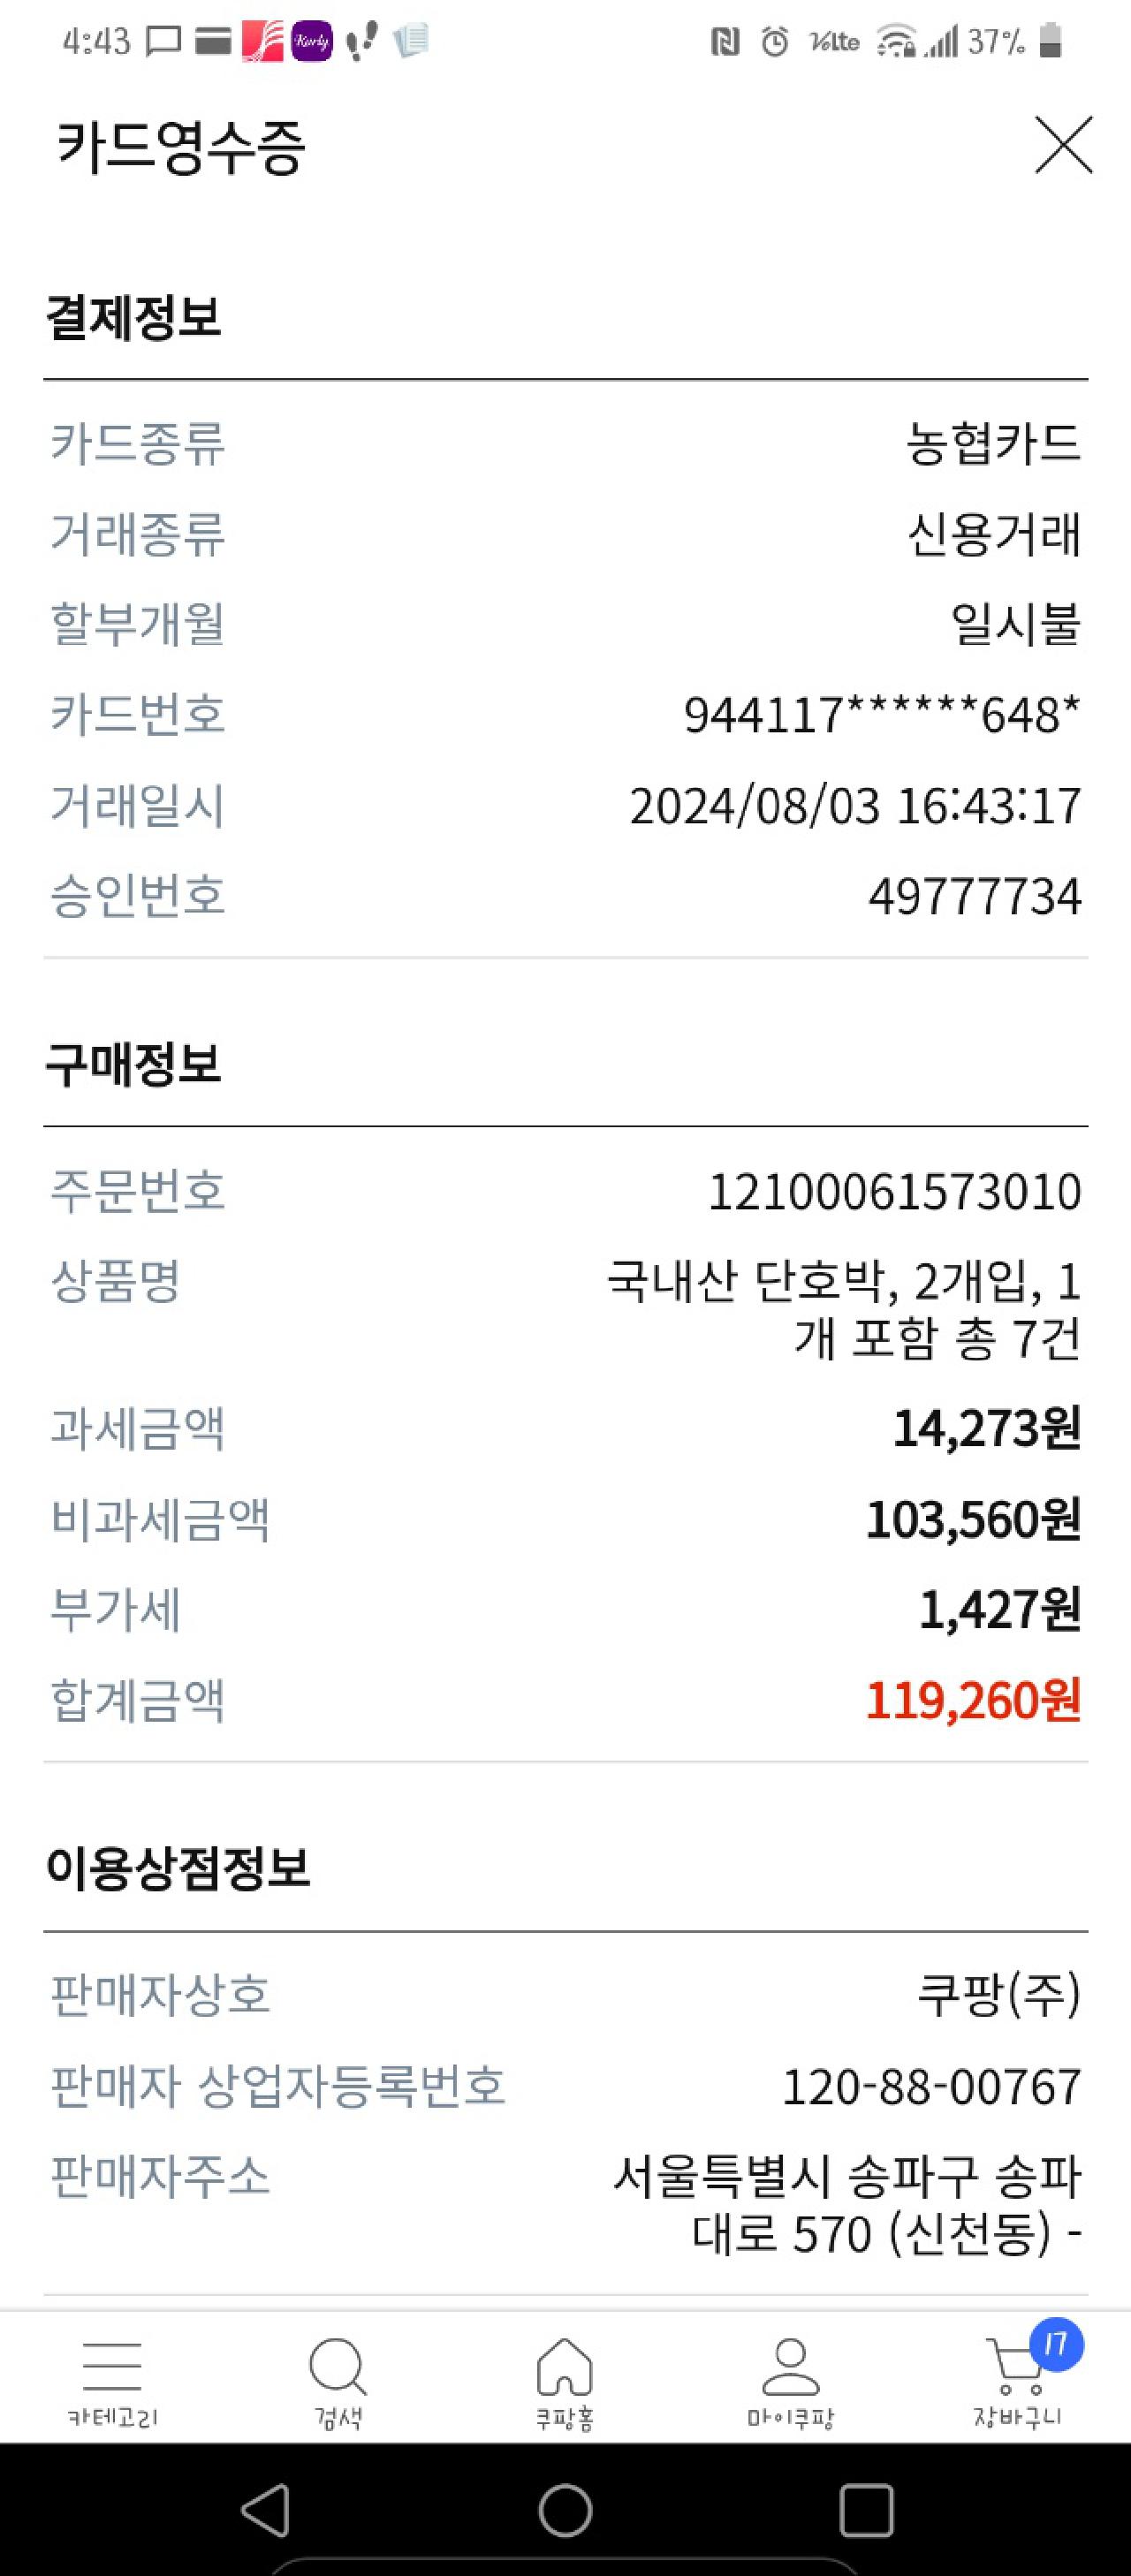 4:43 Kurly VoLTE 37%
카드영수증
결제정보
카드종류 농협카드
거래종류 신용거래
할부개월 일시불
카드번호 944117******648*
거래일시 2024/08/03 16:43:17
승인번호 49777734
구매정보
주문번호 12100061573010
상품명 국내산 단호박, 2개입, 1
개 포함 총 7건
과세금액 14,273원
비과세금액 103,560원
부가세 1,427원
합계금액 119,260원
이용상점정보
판매자상호 쿠팡(주)
판매자 상업자등록번호 120-88-00767
판매자주소 서울특별시 송파구 송파
대로 570 (신천동) -
17
카테고리 검색 쿠팡홈 마이쿠팡 장바구니